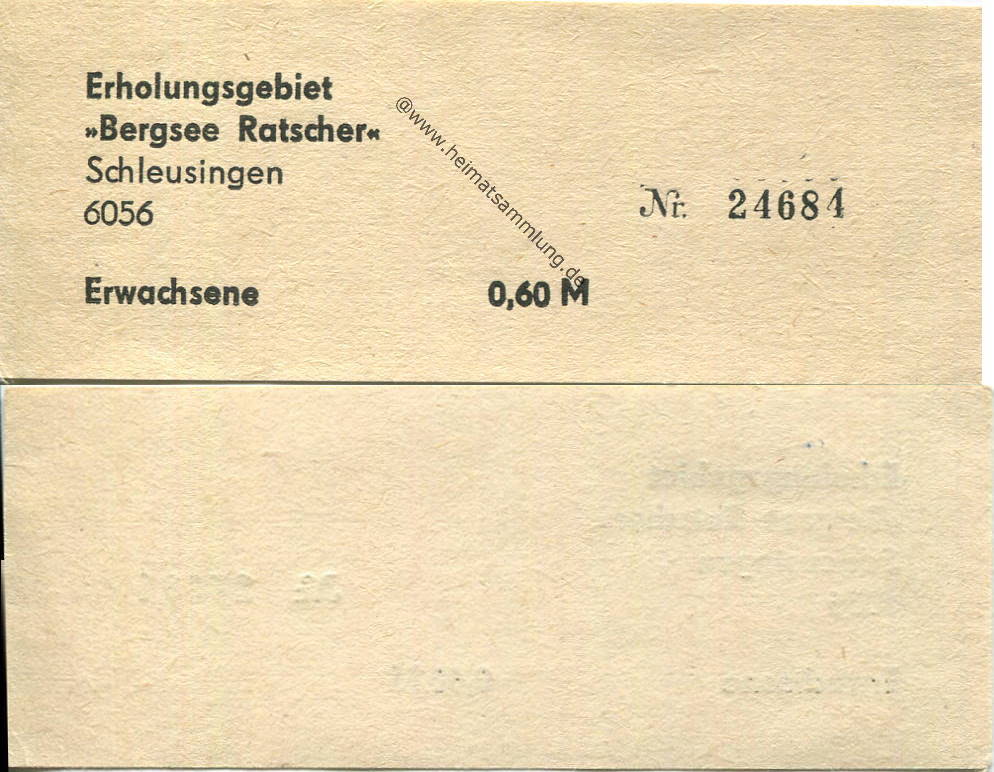 Erholungsgebiet
»Bergsee Ratscher«
Schleusingen
6056
Nr. 24684
Erwachsene 0,60 M
@www.heimatsammlung.de